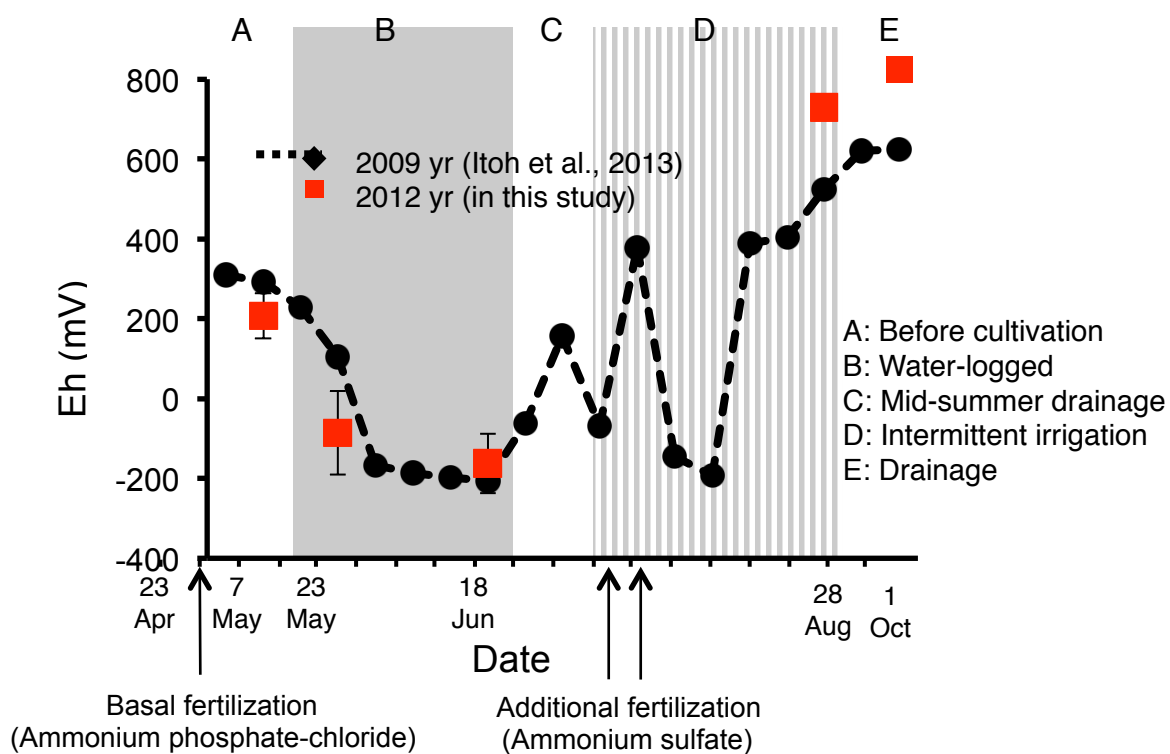 A B C D E
800
600
400
200
0
-200
-400
Eh (mV)
2009 yr (Itoh et al., 2013)
2012 yr (in this study)
A: Before cultivation
B: Water-logged
C: Mid-summer drainage
D: Intermittent irrigation
E: Drainage
23 7 23 18 28 1
Apr May May Jun Aug Oct
Date
Basal fertilization
(Ammonium phosphate-chloride)
Additional fertilization
(Ammonium sulfate)